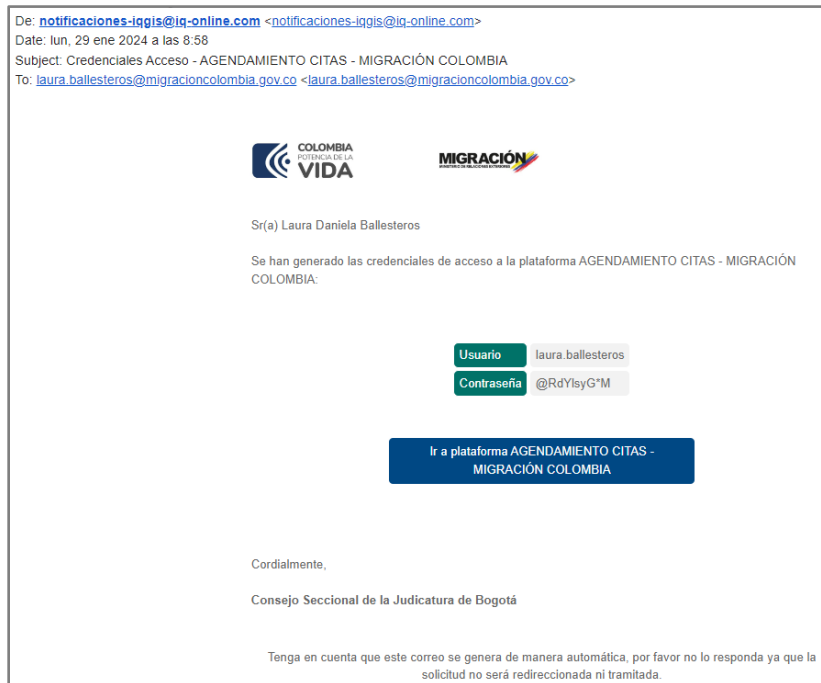 De: notificaciones-iqgis@iq-online.com <notificaciones-iqgis@iq-online.com>
Date: lun, 29 ene 2024 a las 8:58
Subject: Credenciales Acceso - AGENDAMIENTO CITAS - MIGRACIÓN COLOMBIA
To: laura.ballesteros@migracioncolombia.gov.co <laura.ballesteros@migracioncolombia.gov.co>
COLOMBIA
POTENCIA DE LA
VIDA
MIGRACIÓN
MINISTERIO DE RELACIONES EXTERIORES
Sr(a) Laura Daniela Ballesteros
Se han generado las credenciales de acceso a la plataforma AGENDAMIENTO CITAS - MIGRACIÓN
COLOMBIA:
Usuario laura.ballesteros
Contraseña @RdYlsyG*M
Ir a plataforma AGENDAMIENTO CITAS -
MIGRACIÓN COLOMBIA
Cordialmente,
Consejo Seccional de la Judicatura de Bogotá
Tenga en cuenta que este correo se genera de manera automática, por favor no lo responda ya que la
solicitud no será redireccionada ni tramitada.